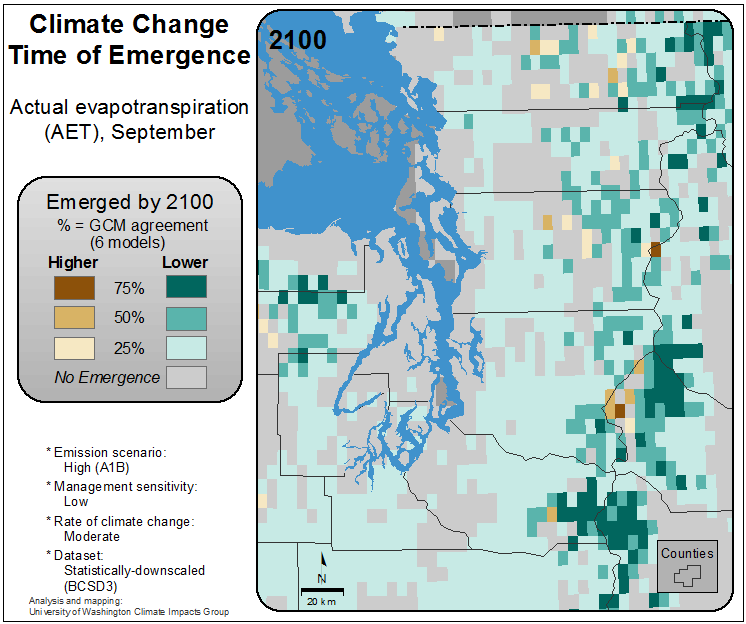 Climate Change
Time of Emergence
Actual evapotranspiration
(AET), September
Emerged by 2100
% = GCM agreement
(6 models)
Higher Lower
75%
50%
25%
No Emergence
* Emission scenario:
High (A1B)
* Management sensitivity:
Low
* Rate of climate change:
Moderate
* Dataset:
Statistically-downscaled
(BCSD3)
Analysis and mapping:
University of Washington Climate Impacts Group
2100
N
20 km
Counties